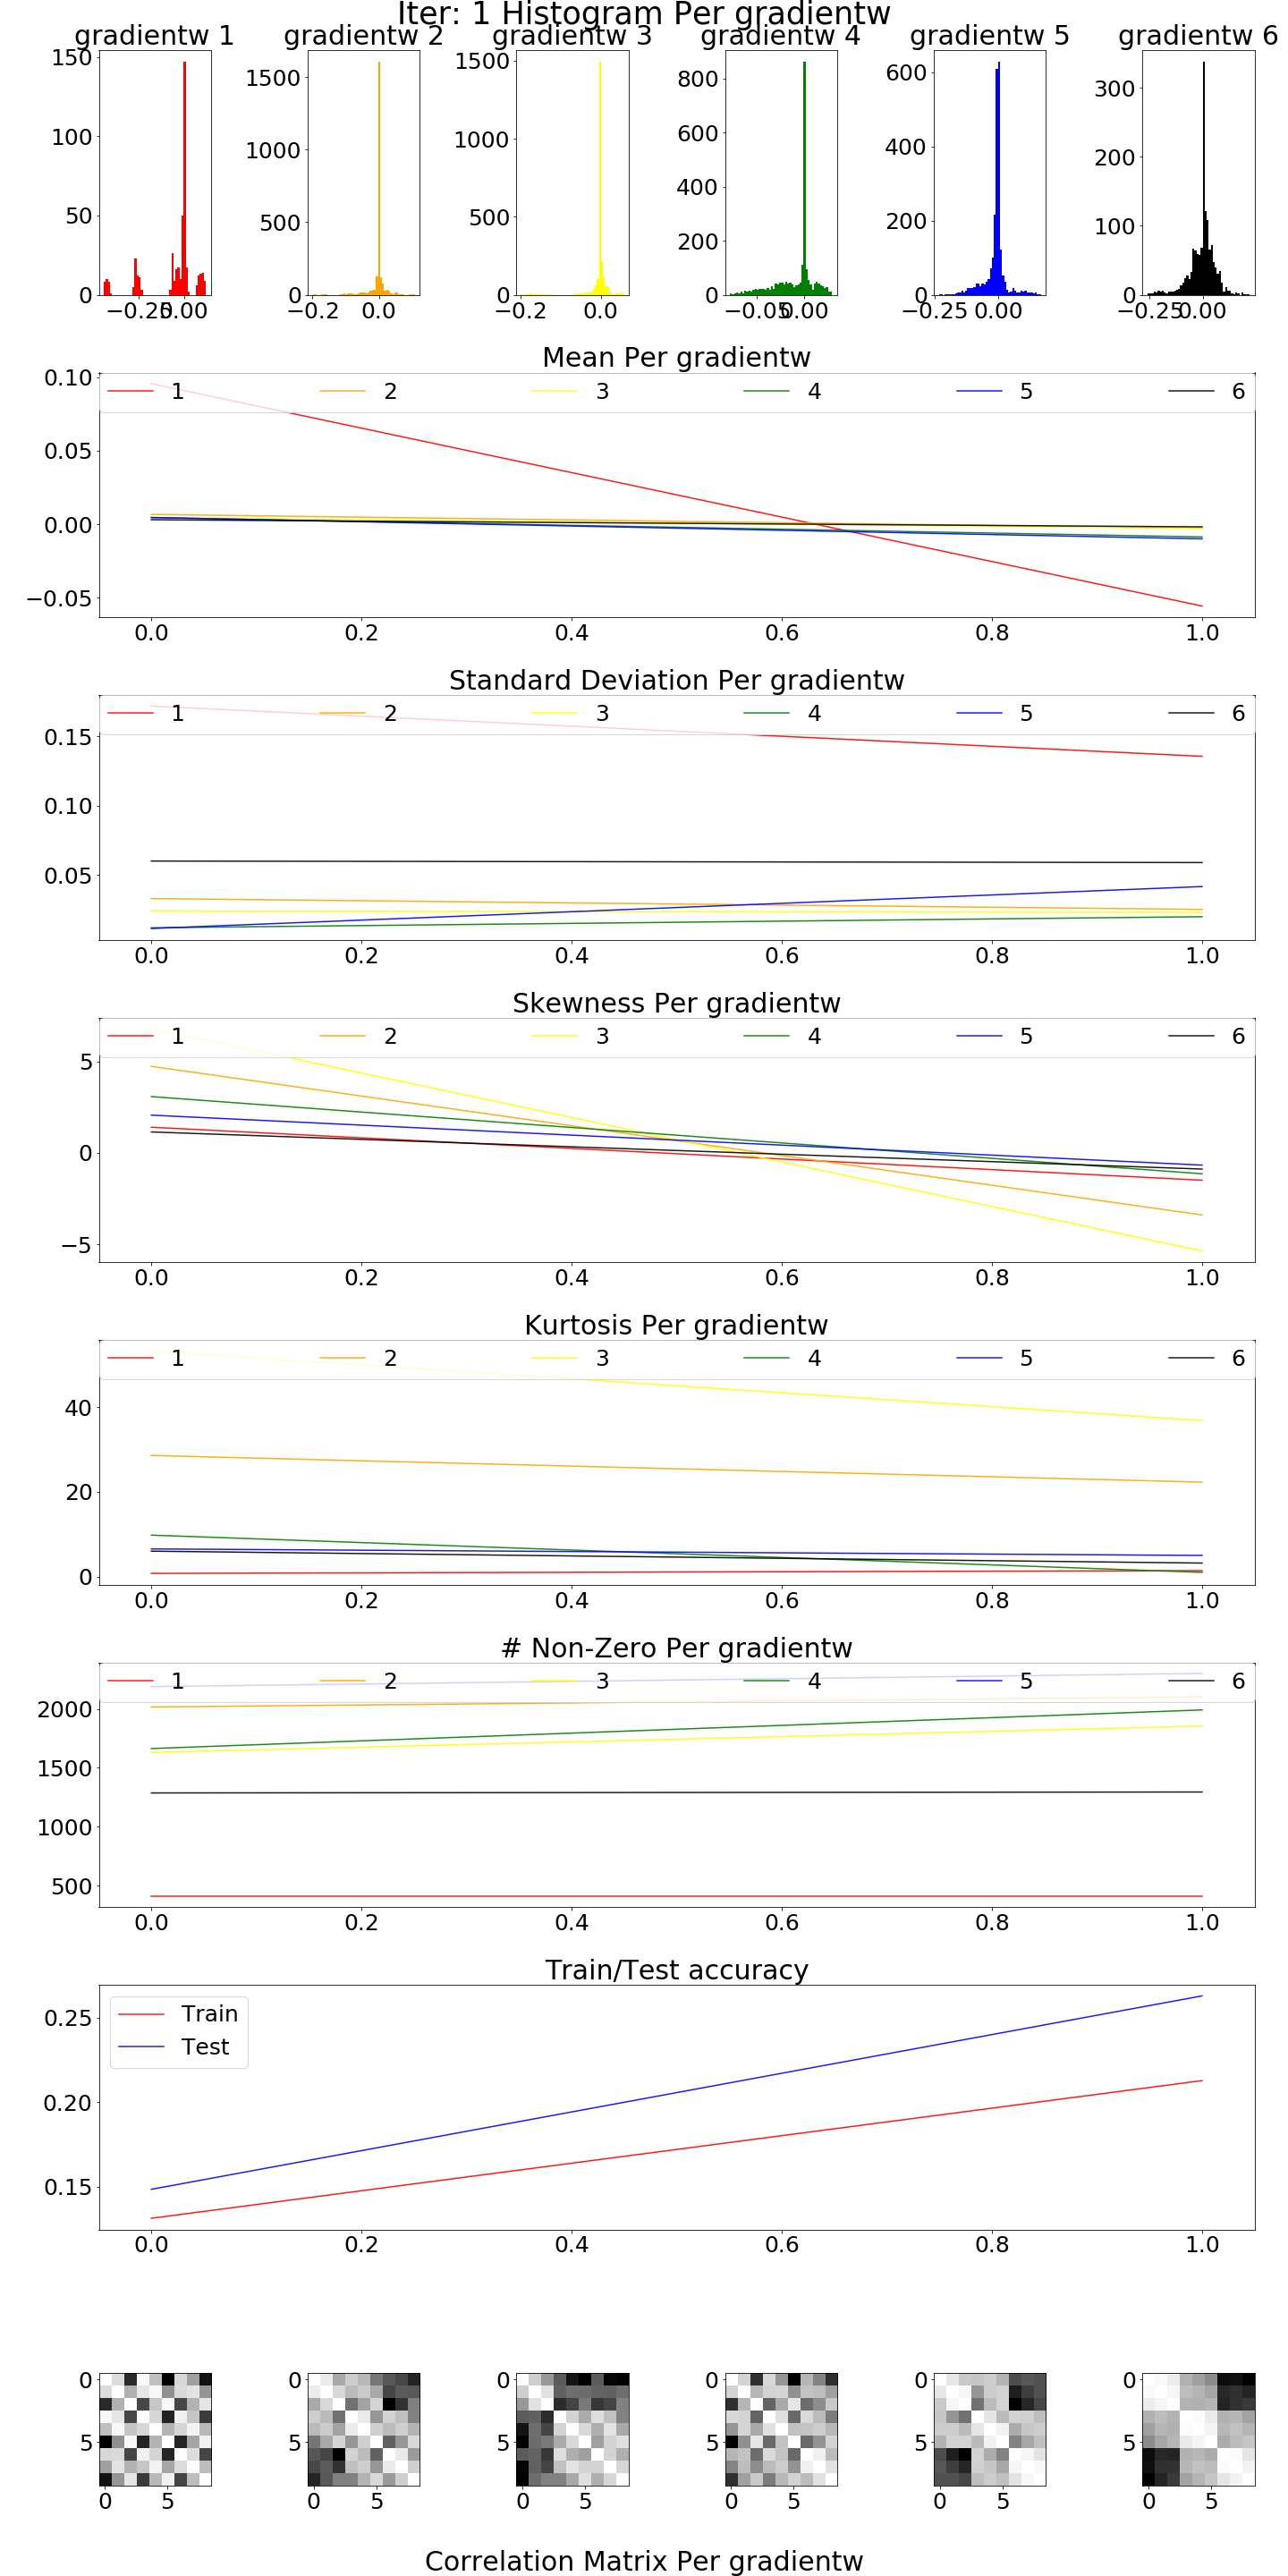 Iter: 1 Histogram Per gradientw
gradientw 1 gradientw 2 gradientw 3 gradientw 4 gradientw 5 gradientw 6
150 100 50 0
−0.25 0.00
1500 1000 500 0
−0.2 0.0
1500 1000 500 0
−0.2 0.0
800 600 400 200 0
−0.05 0.00
600 400 200 0
−0.25 0.00
300 200 100 0
−0.25 0.00
Mean Per gradientw
1 2 3 4 5 6
0.10
0.05
0.00
−0.05
0.0 0.2 0.4 0.6 0.8 1.0
Standard Deviation Per gradientw
1 2 3 4 5 6
0.15
0.10
0.05
0.0 0.2 0.4 0.6 0.8 1.0
Skewness Per gradientw
1 2 3 4 5 6
5
0
−5
0.0 0.2 0.4 0.6 0.8 1.0
Kurtosis Per gradientw
1 2 3 4 5 6
40
20
0
0.0 0.2 0.4 0.6 0.8 1.0
# Non-Zero Per gradientw
1 2 3 4 5 6
2000
1500
1000
500
0.0 0.2 0.4 0.6 0.8 1.0
Train/Test accuracy
Train
Test
0.25
0.20
0.15
0.0 0.2 0.4 0.6 0.8 1.0
0 0 0 0 0 0
5 5 5 5 5 5
0 5 0 5 0 5 0 5 0 5 0 5
Correlation Matrix Per gradientw